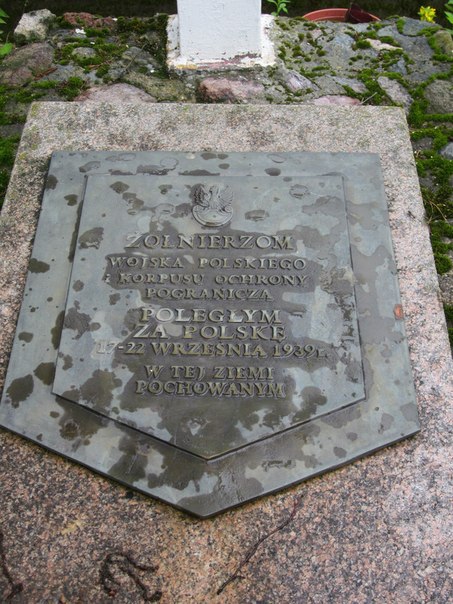 ŻOŁNIERZOM
WOJSKA POLSKIEGO
I KORPUSU OCHRONY
POGRANICZA
POLEGŁYM
ZA POLSKĘ
17-22 WRZEŚNIA 1939 r.
W TEJ ZIEMI
POCHOWANYM